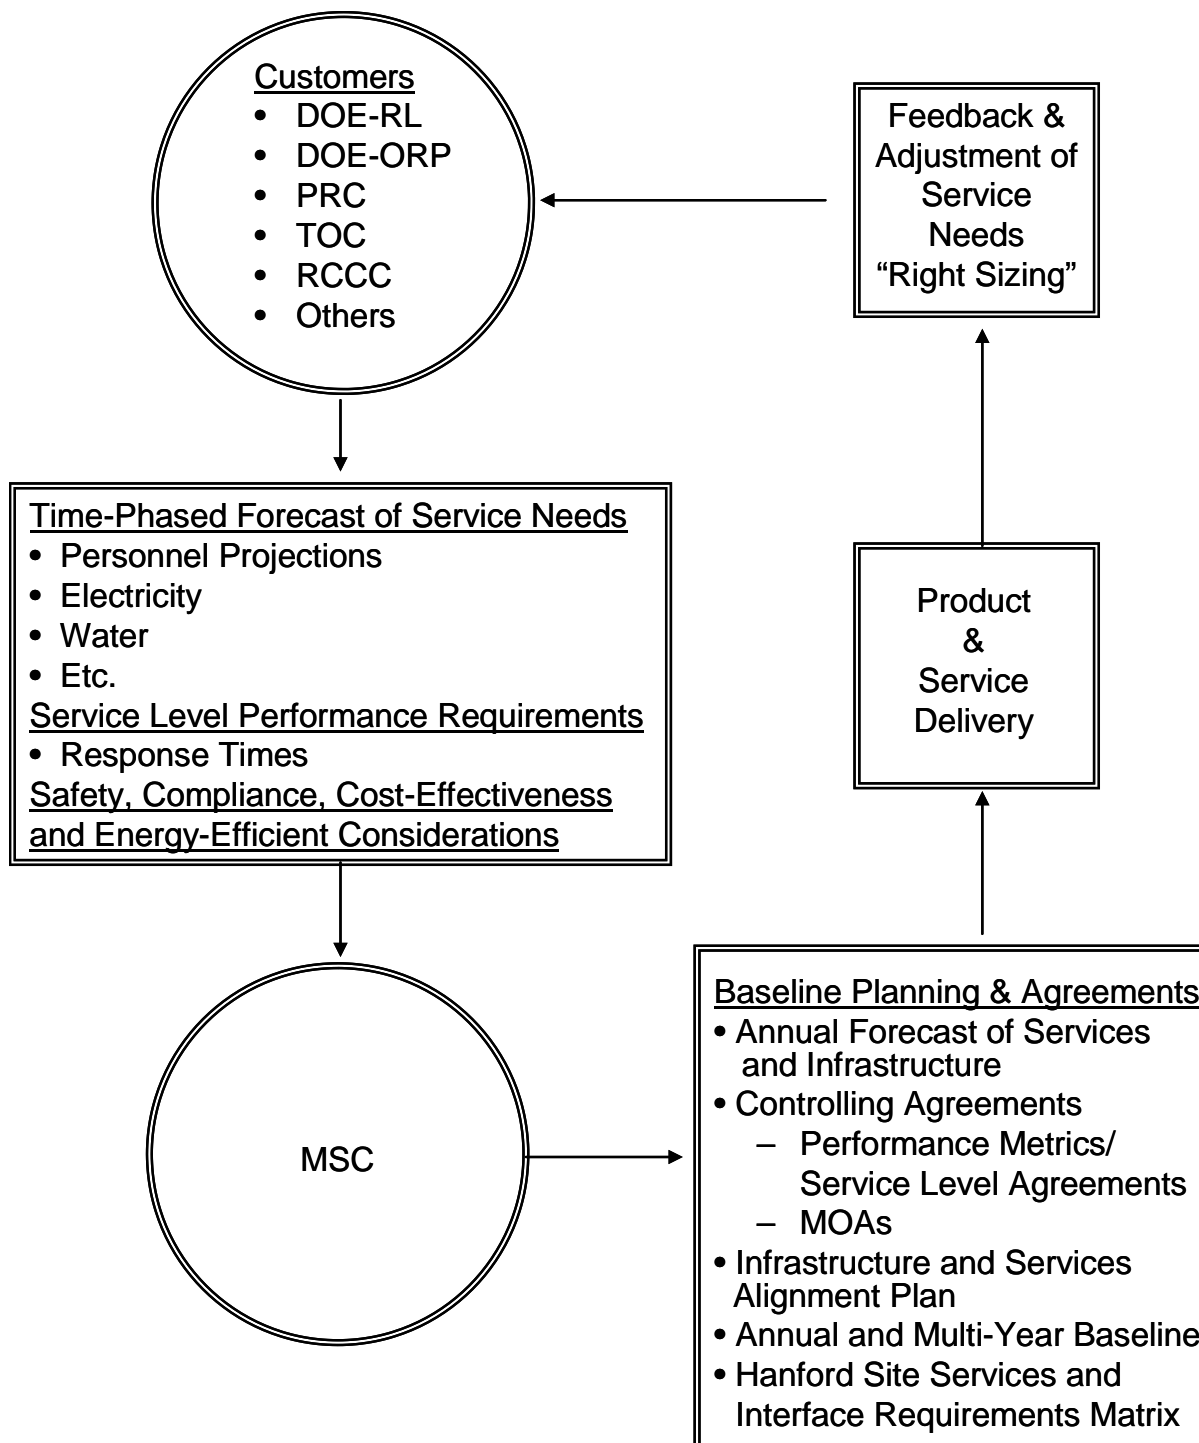 Customers
• DOE-RL
• DOE-ORP
• PRC
• TOC
• RCCC
• Others
Feedback &
Adjustment of
Service
Needs
“Right Sizing”
Time-Phased Forecast of Service Needs
• Personnel Projections
• Electricity
• Water
• Etc.
Service Level Performance Requirements
• Response Times
Safety, Compliance, Cost-Effectiveness
and Energy-Efficient Considerations
Product
&
Service
Delivery
MSC
Baseline Planning & Agreements
• Annual Forecast of Services
and Infrastructure
• Controlling Agreements
– Performance Metrics/
Service Level Agreements
– MOAs
• Infrastructure and Services
Alignment Plan
• Annual and Multi-Year Baseline
• Hanford Site Services and
Interface Requirements Matrix